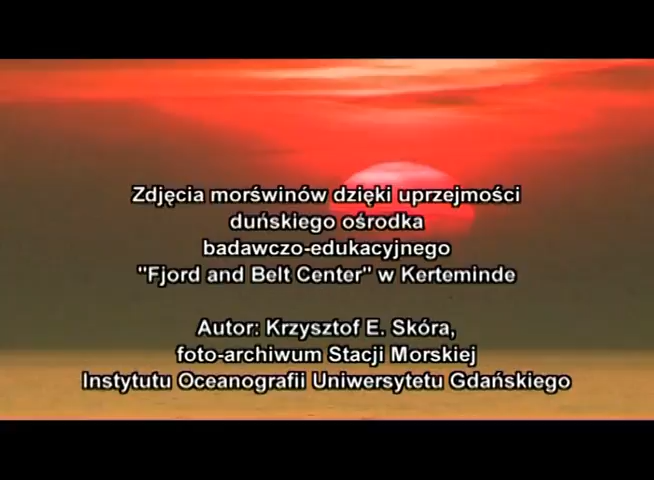 Zdjęcia morświnów dzięki uprzejmości
duńskiego ośrodka
badawczo-edukacyjnego
"Fjord and Belt Center" w Kerteminde
Autor: Krzysztof E. Skóra,
foto-archiwum Stacji Morskiej
Instytutu Oceanografii Uniwersytetu Gdańskiego